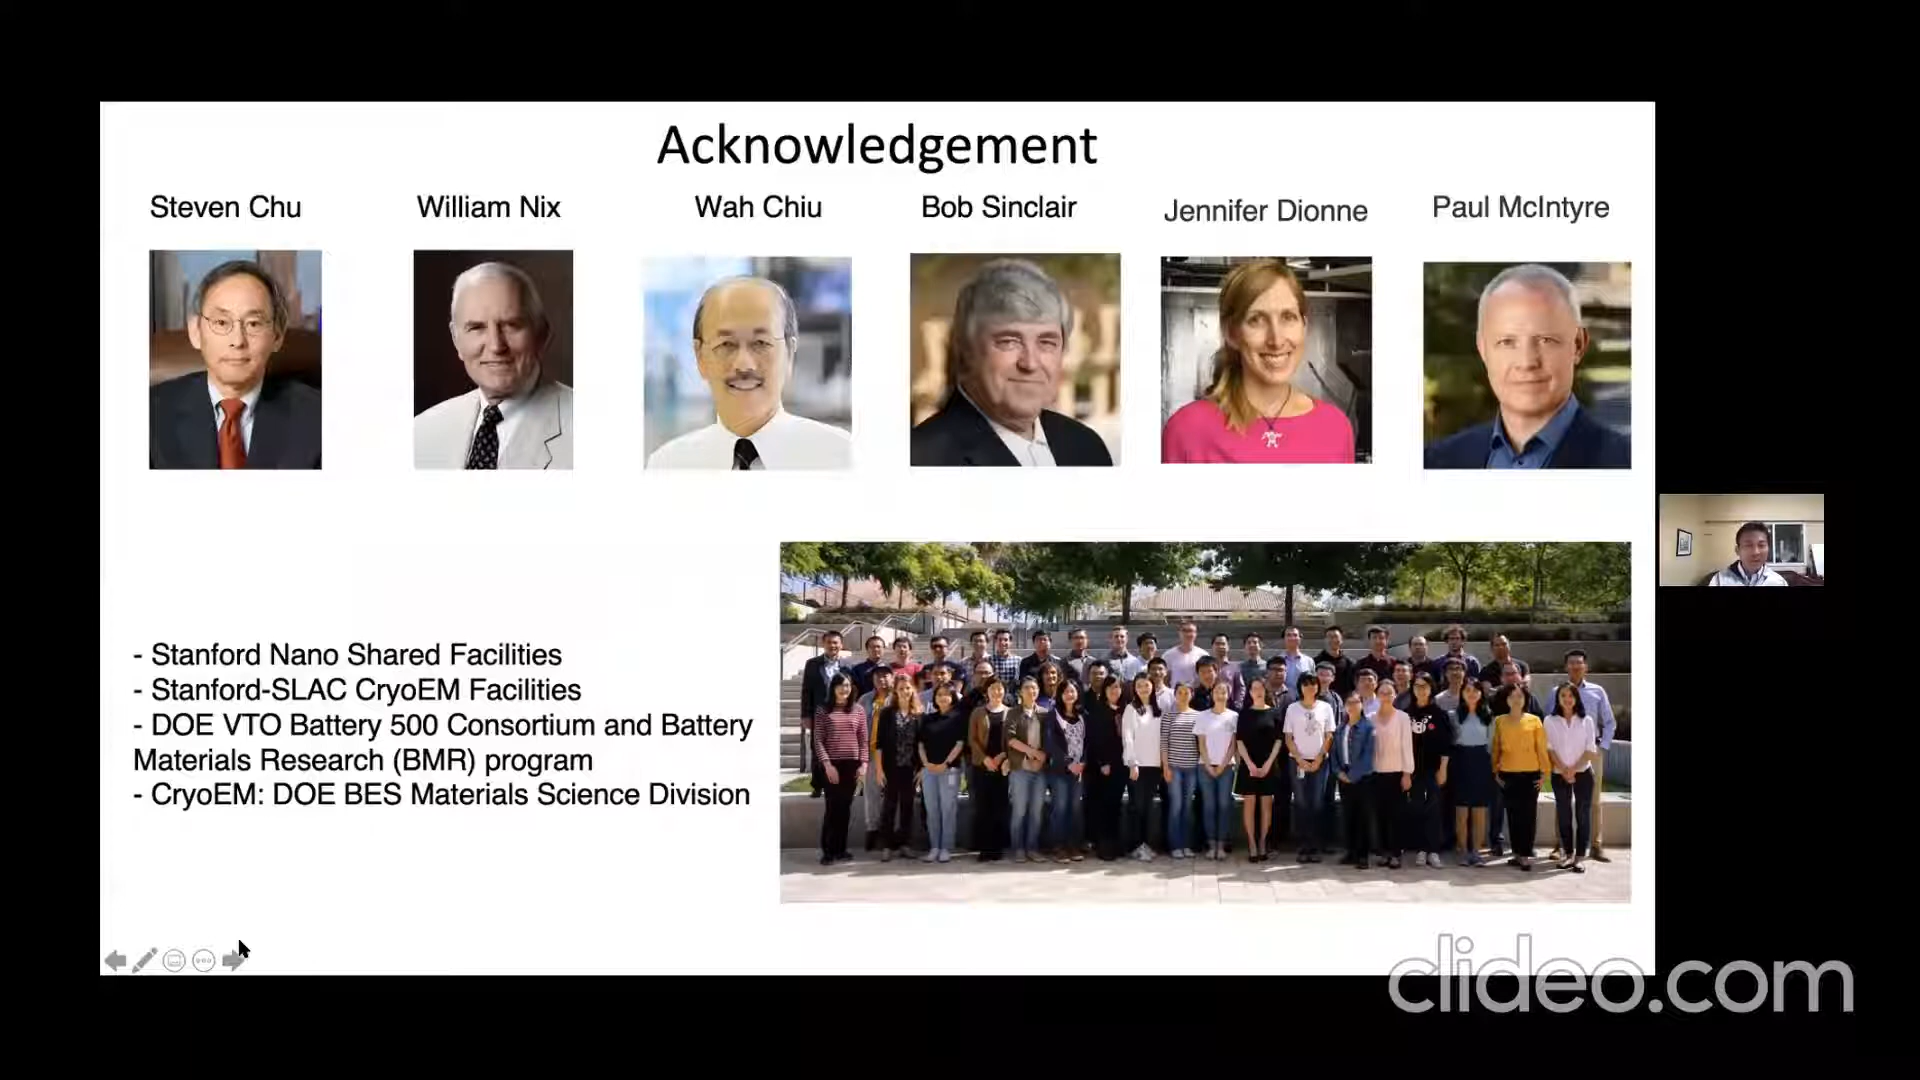 Acknowledgement
Steven Chu
William Nix
Wah Chiu
Bob Sinclair
Jennifer Dionne
Paul McIntyre
- Stanford Nano Shared Facilities
- Stanford-SLAC CryoEM Facilities
- DOE VTO Battery 500 Consortium and Battery
Materials Research (BMR) program
- CryoEM: DOE BES Materials Science Division
clideo.com